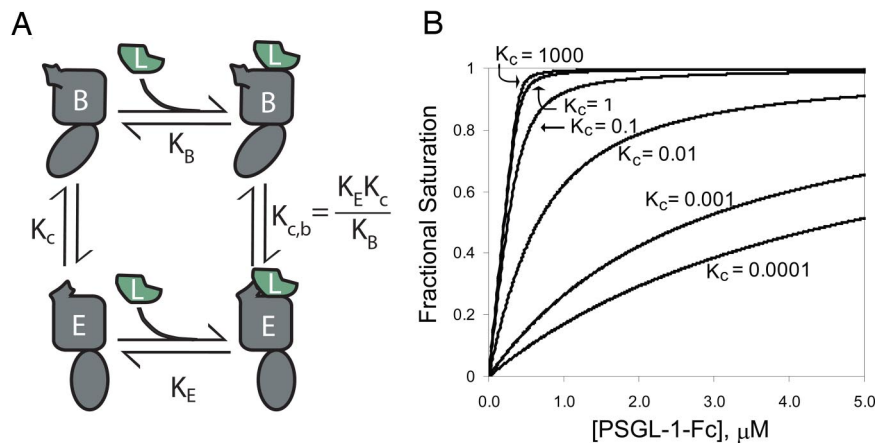 A
L
L
B
B
K_B
K_c
K_{c,b} = K_E K_c / K_B
L
L
E
E
K_E
B
K_c = 1000
K_c = 1
K_c = 0.1
K_c = 0.01
K_c = 0.001
K_c = 0.0001
Fractional Saturation
1
0.8
0.6
0.4
0.2
0
0.0 1.0 2.0 3.0 4.0 5.0
[PSGL-1-Fc], μM